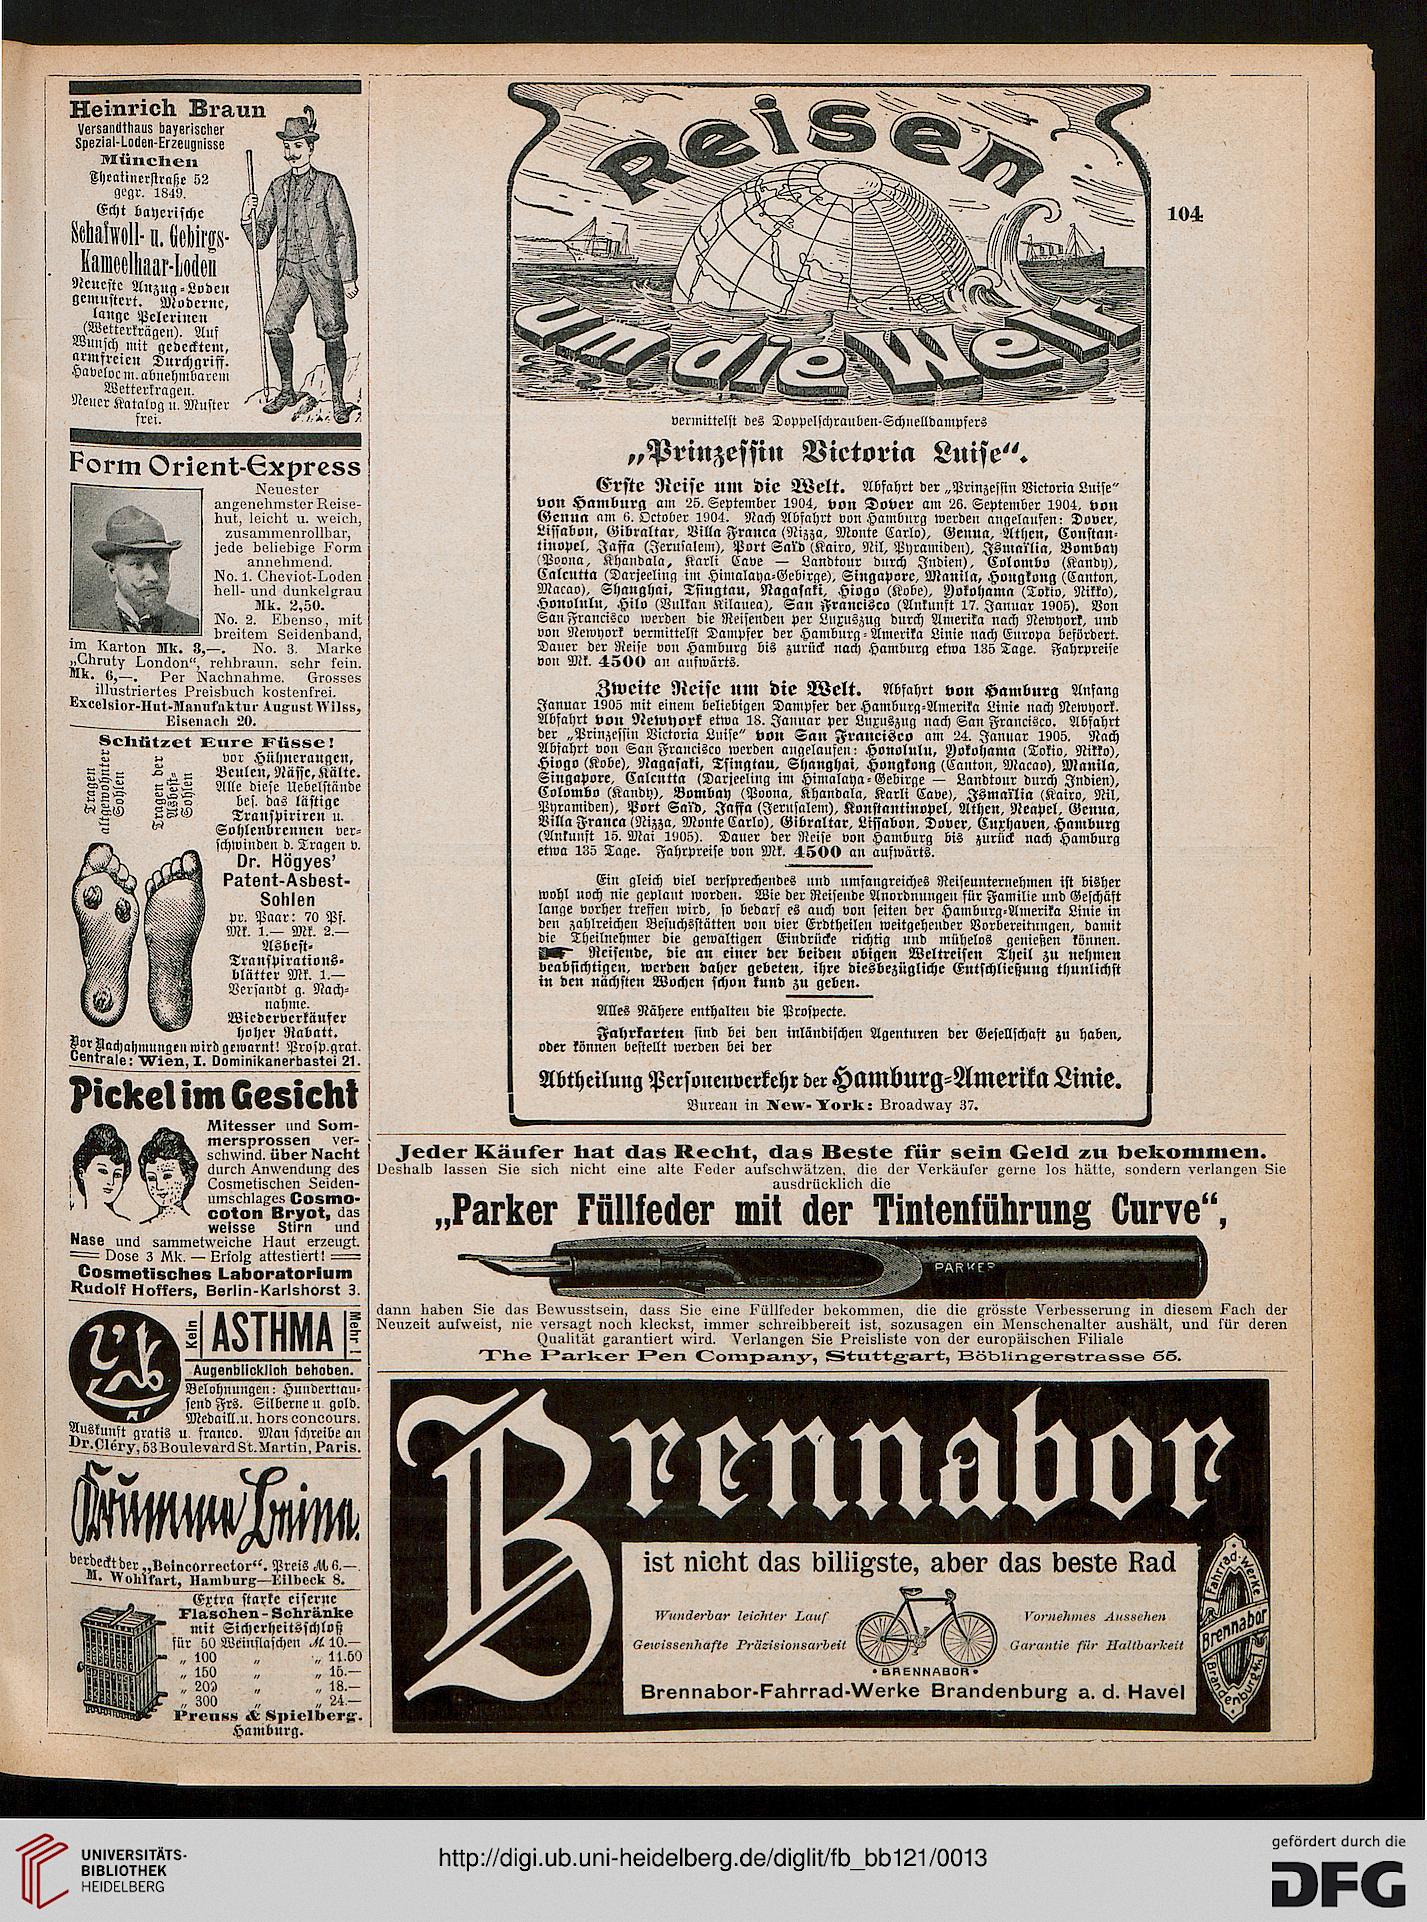 Heinrich Braun
Versandthaus bayerischer
Spezial-Loden-Erzeugnisse
München
Theatinerstraße 52
gegr. 1849.
Echt bayerische
Schafwoll- u. Gebirgs-
Kameelhaar-Loden
Neueste Anzug-Loden
gemustert. Moderne,
lange Pelerinen
(Wetterkrägen). Auf
Wunsch mit gedecktem,
armfreien Durchgriff.
Haveloc m. abnehmbarem
Wetterkragen.
Neuer Katalog u. Muster
frei.
Form Orient-Express
Neuester
angenehmster Reise-
hut, leicht u. weich,
zusammenrollbar,
jede beliebige Form
annehmend.
No. 1. Cheviot-Loden
hell- und dunkelgrau
Mk. 2,50.
No. 2. Ebenso, mit
breitem Seidenband,
im Karton Mk. 3,—. No. 3. Marke
„Chruty London“, rehbraun, sehr fein.
Mk. 6,—. Per Nachnahme. Grosses
illustriertes Preisbuch kostenfrei.
Excelsior-Hut-Manufaktur August Wilss,
Eisenach 20.
Schützet Eure Füsse!
Tragen
altgewohnter
Sohlen
Tragen der
Asbest-
Sohlen
vor Hühneraugen,
Beulen, Nässe, Kälte.
Alle diese Uebelstände
bes. das lästige
Transpiriren u.
Sohlenbrennen ver-
schwinden d. Tragen v.
Dr. Högyes’
Patent-Asbest-
Sohlen
pr. Paar: 70 Pf.
Mk. 1.— Mk. 2.—
Asbest-
Transpirations-
blätter Mk. 1.—
Versandt g. Nach-
nahme.
Wiederverkäufer
hoher Rabatt.
Vor Nachahmungen wird gewarnt! Prosp. grat.
Centrale: Wien, I. Dominikanerbastei 21.
Pickel im Gesicht
Mitesser und Som-
mersprossen ver-
schwind. über Nacht
durch Anwendung des
Cosmetischen Seiden-
umschlages Cosmo-
coton Bryot, das
weisse Stirn und
Nase und sammetweiche Haut erzeugt.
Dose 3 Mk. — Erfolg attestiert!
Cosmetisches Laboratorium
Rudolf Hoffers, Berlin-Karlshorst 3.
Kein
ASTHMA
Mehr!
Augenblicklich behoben.
Belohnungen: Hunderttau-
send Frs. Silberne u. gold.
Medaill. u. hors concours.
Auskunft gratis u. franco. Man schreibe an
Dr. Cléry, 53 Boulevard St. Martin, Paris.
Krumme Beine.
verdeckt der „Beincorrector“. Preis M 6.—.
M. Wohlfart, Hamburg—Eilbeck 8.
Extra starke eiserne
Flaschen-Schränke
mit Sicherheitsschloß
für 50 Weinflaschen M 10.—
„ 100 „ „ 11.50
„ 150 „ „ 15.—
„ 200 „ „ 18.—
„ 300 „ „ 24.—
Preuss & Spielberg.
Hamburg.
104
Reisen
um die Welt
vermittelst des Doppelschrauben-Schnelldampfers
„Prinzessin Victoria Luise“.
Erste Reise um die Welt. Abfahrt der „Prinzessin Victoria Luise“
von Hamburg am 25. September 1904, von Dover am 26. September 1904, von
Genua am 6. October 1904. Nach Abfahrt von Hamburg werden angelaufen: Dover,
Lissabon, Gibraltar, Villa Franca (Nizza, Monte Carlo), Genua, Athen, Constan-
tinopel, Jaffa (Jerusalem), Port Saïd (Kairo, Nil, Pyramiden), Ismaïlia, Bombay
(Poona, Khandala, Karli Cave — Landtour durch Indien), Colombo (Kandy),
Calcutta (Darjeeling im Himalaya-Gebirge), Singapore, Manila, Hongkong (Canton,
Macao), Shanghai, Tsingtau, Nagasaki, Hiogo (Kobe), Yokohama (Tokio, Nikko),
Honolulu, Hilo (Vulkan Kilauea), San Francisco (Ankunft 17. Januar 1905). Von
San Francisco werden die Reisenden per Luxuszug durch Amerika nach Newyork, und
von Newyork vermittelst Dampfer der Hamburg-Amerika Linie nach Europa befördert.
Dauer der Reise von Hamburg bis zurück nach Hamburg etwa 135 Tage. Fahrpreise
von Mk. 4500 an aufwärts.
Zweite Reise um die Welt. Abfahrt von Hamburg Anfang
Januar 1905 mit einem beliebigen Dampfer der Hamburg-Amerika Linie nach Newyork.
Abfahrt von Newyork etwa 18. Januar per Luxuszug nach San Francisco. Abfahrt
der „Prinzessin Victoria Luise“ von San Francisco am 24. Januar 1905. Nach
Abfahrt von San Francisco werden angelaufen: Honolulu, Yokohama (Tokio, Nikko),
Hiogo (Kobe), Nagasaki, Tsingtau, Shanghai, Hongkong (Canton, Macao), Manila,
Singapore, Calcutta (Darjeeling im Himalaya-Gebirge — Landtour durch Indien),
Colombo (Kandy), Bombay (Poona, Khandala, Karli Cave), Ismaïlia (Kairo, Nil,
Pyramiden), Port Saïd, Jaffa (Jerusalem), Konstantinopel, Athen, Neapel, Genua,
Villa Franca (Nizza, Monte Carlo), Gibraltar, Lissabon, Dover, Cuxhaven, Hamburg
(Ankunft 15. Mai 1905). Dauer der Reise von Hamburg bis zurück nach Hamburg
etwa 135 Tage. Fahrpreise von Mk. 4500 an aufwärts.
Ein gleich viel versprechendes und umfangreiches Reiseunternehmen ist bisher
wohl noch nie geplant worden. Wie der Reisende Anordnungen für Familie und Geschäft
lange vorher treffen wird, so bedarf es auch von seiten der Hamburg-Amerika Linie in
den zahlreichen Besuchsstätten von vier Erdtheilen weitgehender Vorbereitungen, damit
die Theilnehmer die gewaltigen Eindrücke richtig und mühelos genießen können.
☛ Reisende, die an einer der beiden obigen Weltreisen Theil zu nehmen
beabsichtigen, werden daher gebeten, ihre diesbezügliche Entschließung thunlichst
in den nächsten Wochen schon kund zu geben.
Alles Nähere enthalten die Prospecte.
Fahrkarten sind bei den inländischen Agenturen der Gesellschaft zu haben,
oder können bestellt werden bei der
Abtheilung Personenverkehr der Hamburg-Amerika Linie.
Bureau in New-York: Broadway 37.
Jeder Käufer hat das Recht, das Beste für sein Geld zu bekommen.
Deshalb lassen Sie sich nicht eine alte Feder aufschwätzen, die der Verkäufer gerne los hätte, sondern verlangen Sie
ausdrücklich die
„Parker Füllfeder mit der Tintenführung Curve“,
PARKER
dann haben Sie das Bewusstsein, dass Sie eine Füllfeder bekommen, die die grösste Verbesserung in diesem Fach der
Neuzeit aufweist, nie versagt noch kleckst, immer schreibbereit ist, sozusagen ein Menschenalter aushält, und für deren
Qualität garantiert wird. Verlangen Sie Preisliste von der europäischen Filiale
The Parker Pen Company, Stuttgart, Böblingerstrasse 55.
Brennabor
ist nicht das billigste, aber das beste Rad
Wunderbar leichter Lauf
Vornehmes Aussehen
Gewissenhafte Präzisionsarbeit
Garantie für Haltbarkeit
• BRENNABOR •
Brennabor-Fahrrad-Werke Brandenburg a. d. Havel
Fahrrad-Werke
Brennabor
Brandenburg a/H.
UNIVERSITÄTS-
BIBLIOTHEK
HEIDELBERG
http://digi.ub.uni-heidelberg.de/diglit/fb_bb121/0013
gefördert durch die
DFG